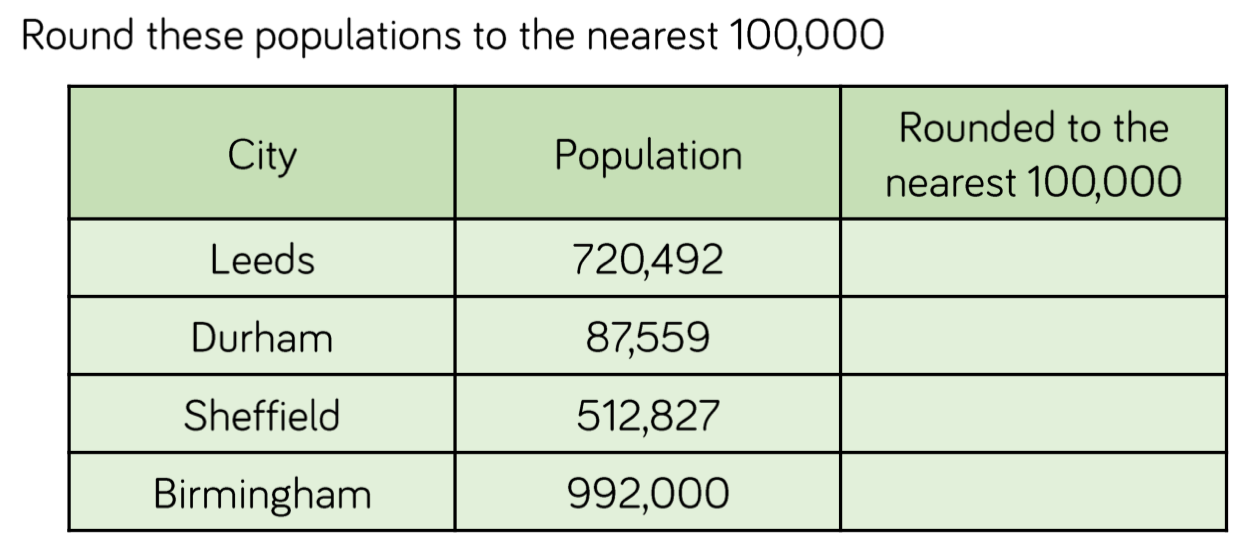 Round these populations to the nearest 100,000
City Population Rounded to the
nearest 100,000
Leeds 720,492
Durham 87,559
Sheffield 512,827
Birmingham 992,000